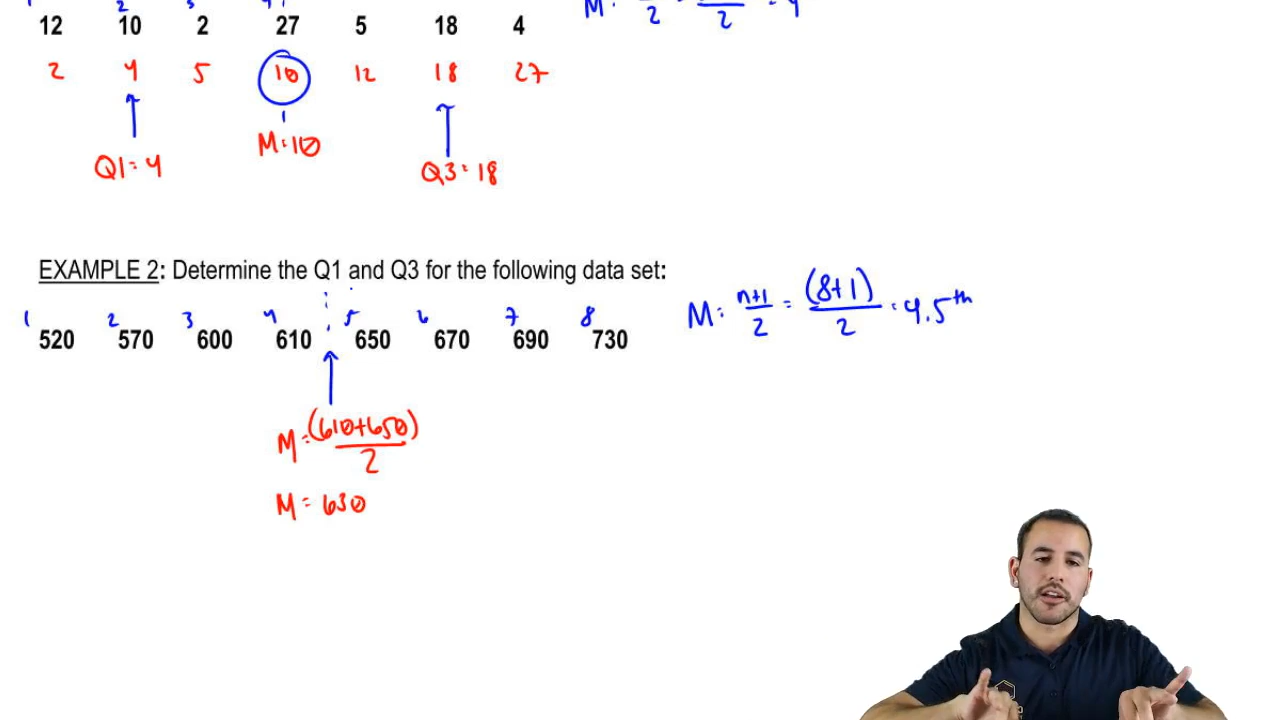 M:
2
2
= 4
12 10 2 27 5 18 4
2 4 5 10 12 18 27
Q1=4
M:10
Q3:18
EXAMPLE 2: Determine the Q1 and Q3 for the following data set:
1 2 3 4 5 6 7 8
520 570 600 610 650 670 690 730
M: n+1/2 = (8+1)/2 = 4.5th
M=(610+650)/2
M = 630